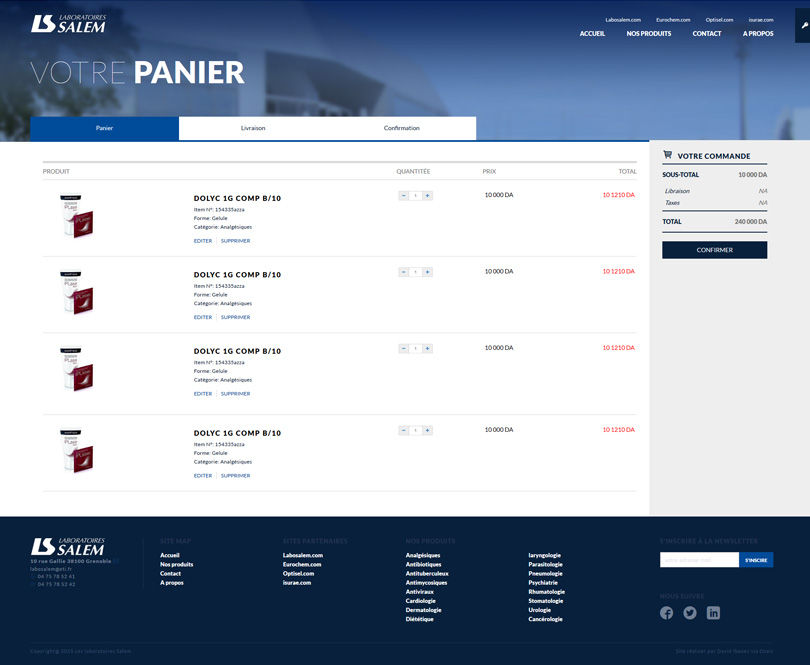 LABORATOIRES
LS SALEM
Labosalem.com Eurochem.com Optisel.com isurae.com
ACCUEIL NOS PRODUITS CONTACT A PROPOS
VOTRE PANIER
Panier Livraison Confirmation
PRODUIT QUANTITÉE PRIX TOTAL
DOLYC 1G COMP B/10
Item N°: 154335azza
Forme: Gelule
Catégorie: Analgésiques
EDITER SUPPRIMER
− 1 + 10 000 DA 10 1210 DA
DOLYC 1G COMP B/10
Item N°: 154335azza
Forme: Gelule
Catégorie: Analgésiques
EDITER SUPPRIMER
− 1 + 10 000 DA 10 1210 DA
DOLYC 1G COMP B/10
Item N°: 154335azza
Forme: Gelule
Catégorie: Analgésiques
EDITER SUPPRIMER
− 1 + 10 000 DA 10 1210 DA
DOLYC 1G COMP B/10
Item N°: 154335azza
Forme: Gelule
Catégorie: Analgésiques
EDITER SUPPRIMER
− 1 + 10 000 DA 10 1210 DA
VOTRE COMMANDE
SOUS-TOTAL 10 000 DA
Libraison NA
Taxes NA
TOTAL 240 000 DA
CONFIRMER
LABORATOIRES
LS SALEM
10 rue Gallie 38100 Grenoble
labosalem@eti.fr
04 75 78 52 41
04 75 78 52 42
SITE MAP
Accueil
Nos produits
Contact
A propos
SITES PARTENAIRES
Labosalem.com
Eurochem.com
Optisel.com
isurae.com
NOS PRODUITS
Analgésiques
Antibiotiques
Antituberculeux
Antimycosiques
Antiviraux
Cardiologie
Dermatologie
Diététique
laryngologie
Parasitologie
Pneumologie
Psychiatrie
Rhumatologie
Stomatologie
Urologie
Cancérologie
S'INSCRIRE À LA NEWSLETTER
S'INSCRIRE
NOUS SUIVRE
Copyright@ 2015 Les laboratoires Salem
Site réalisé par David